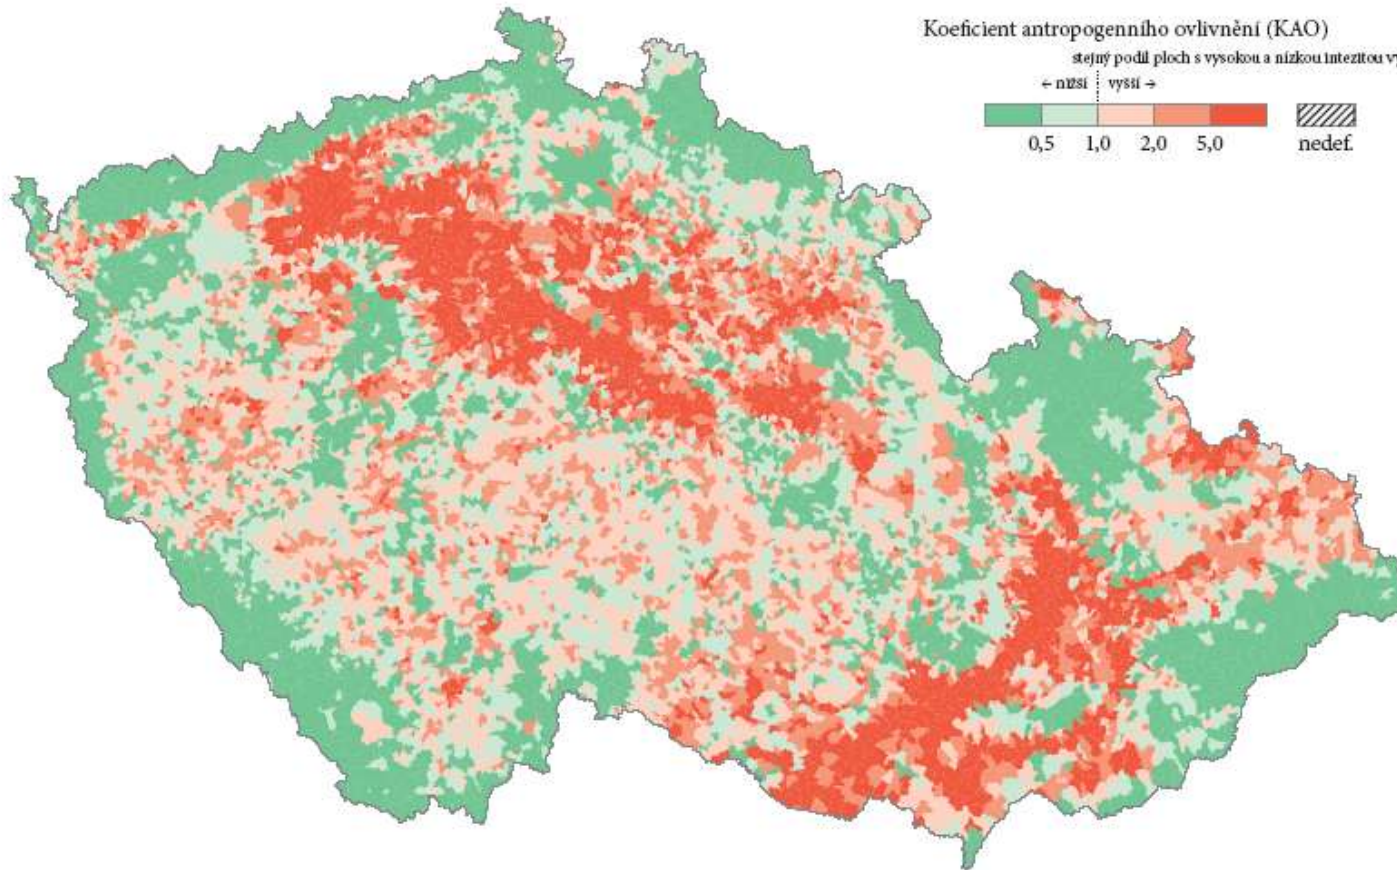 Koeficient antropogenního ovlivnění (KAO)
stejný podíl ploch s vysokou a nízkou intezitou
← nižší vyšší →
0,5 1,0 2,0 5,0 nedef.